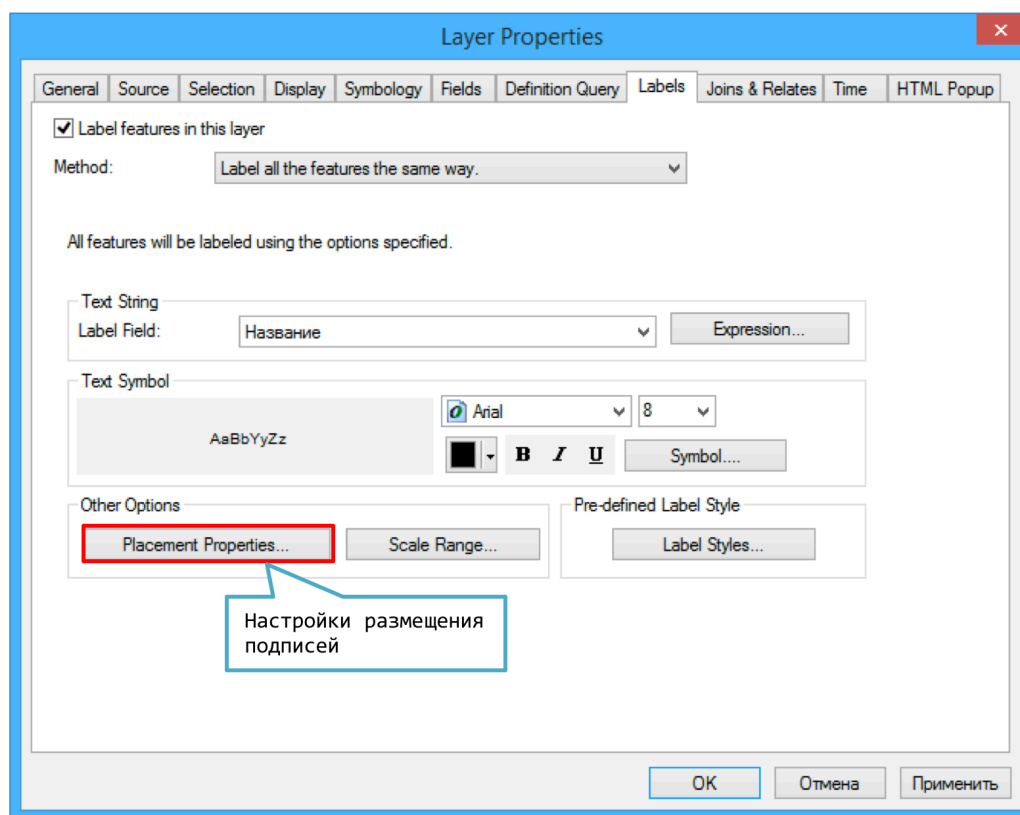 Layer Properties
General Source Selection Display Symbology Fields Definition Query Labels Joins & Relates Time HTML Popup
Label features in this layer
Method: Label all the features the same way.
All features will be labeled using the options specified.
Text String
Label Field: Название Expression...
Text Symbol
AaBbYyZz
Arial 8
B I U Symbol....
Other Options
Placement Properties... Scale Range...
Pre-defined Label Style
Label Styles...
Настройки размещения
подписей
OK Отмена Применить